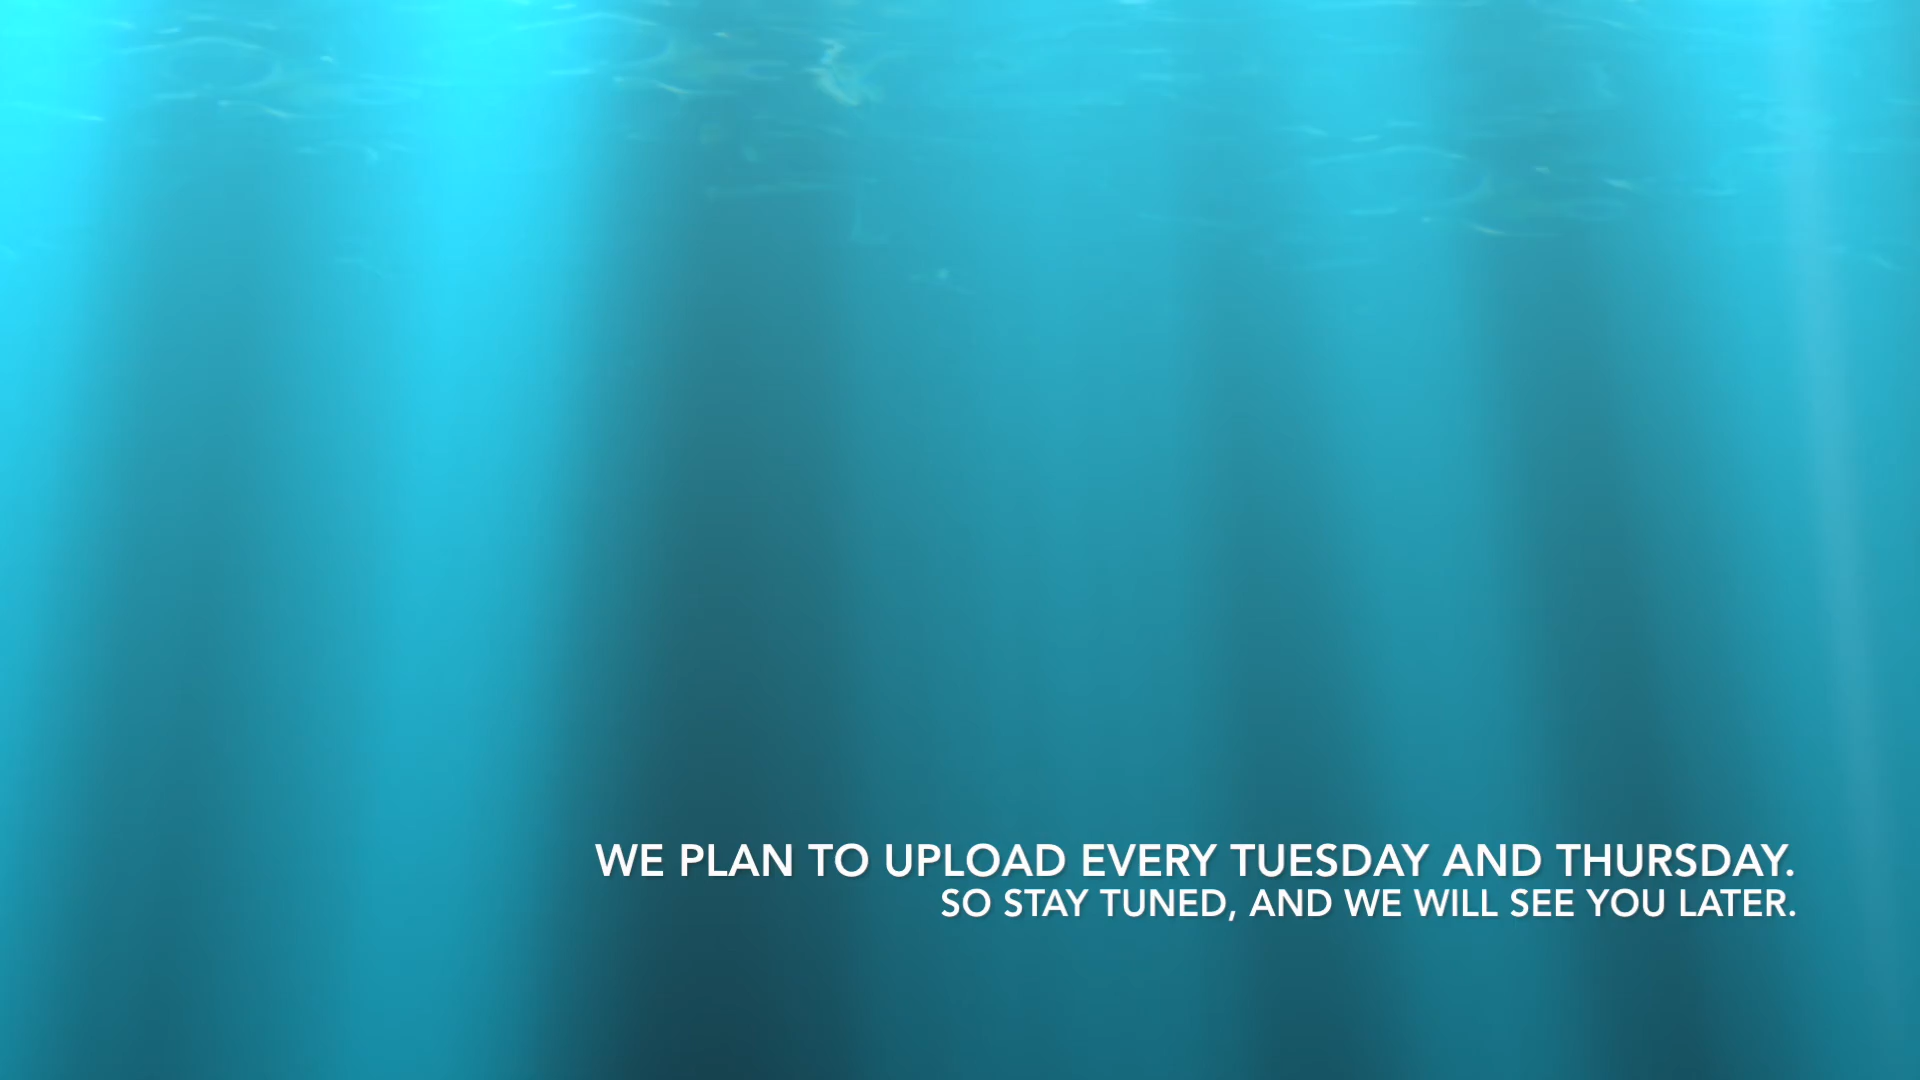 WE PLAN TO UPLOAD EVERY TUESDAY AND THURSDAY.
SO STAY TUNED, AND WE WILL SEE YOU LATER.